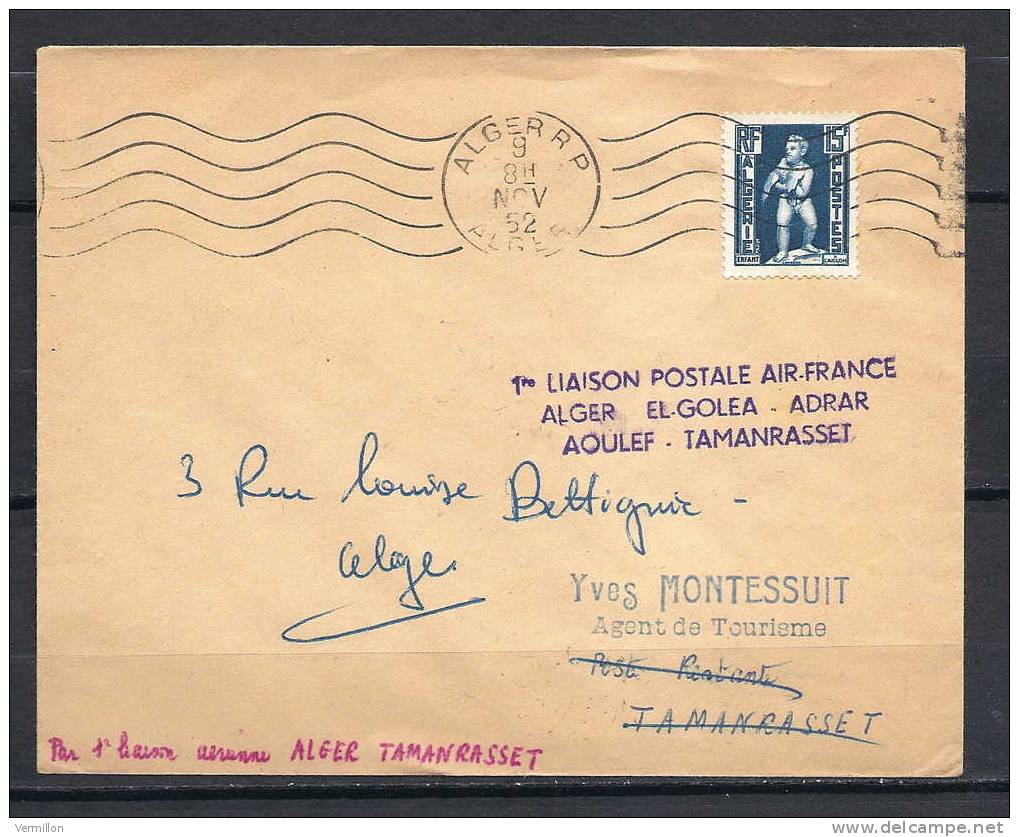 ALGER R P
9
8H
NOV
52
ALGER
RF
15F
ALGERIE
POSTES
ENFANT
1re LIAISON POSTALE AIR-FRANCE
ALGER EL-GOLEA - ADRAR
AOULEF - TAMANRASSET
3 Rue Louise Bettignie -
Alger
Yves MONTESSUIT
Agent de Tourisme
Poste Restante
TAMANRASSET
Par 1e liaison aerienne ALGER TAMANRASSET
Vermillon
www.delcampe.net